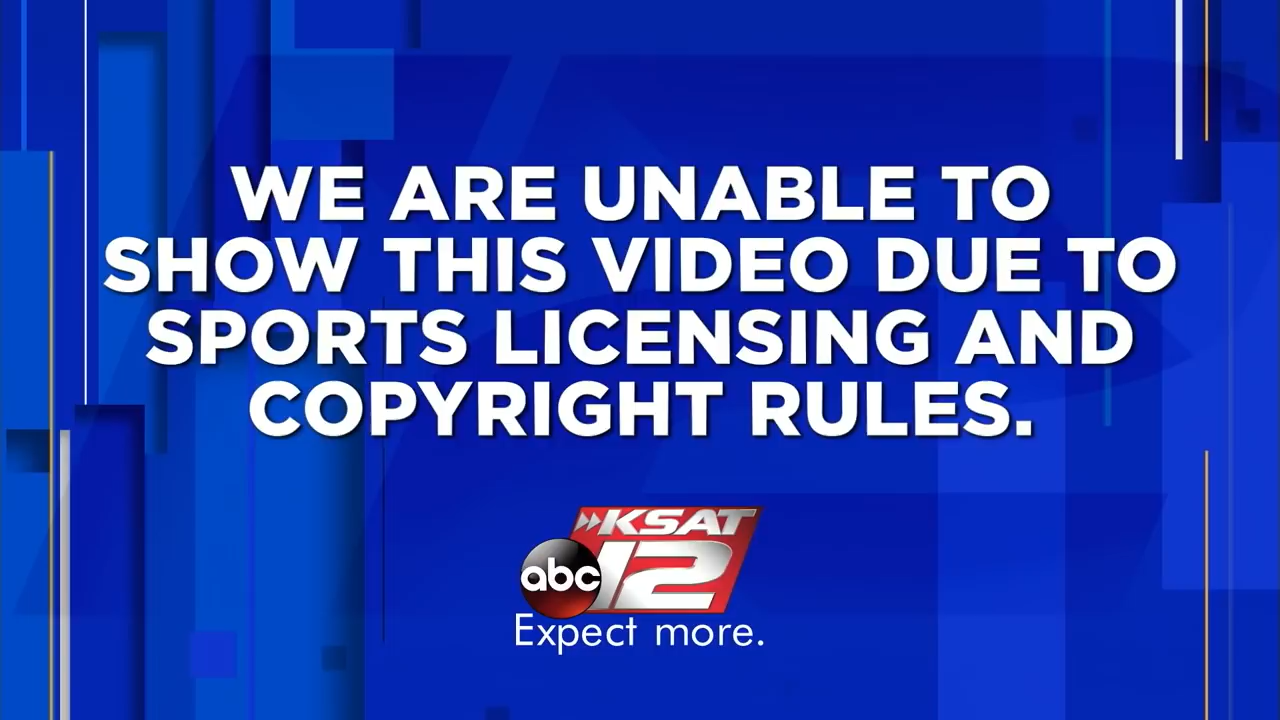 WE ARE UNABLE TO
SHOW THIS VIDEO DUE TO
SPORTS LICENSING AND
COPYRIGHT RULES.
KSAT
abc 12
Expect more.